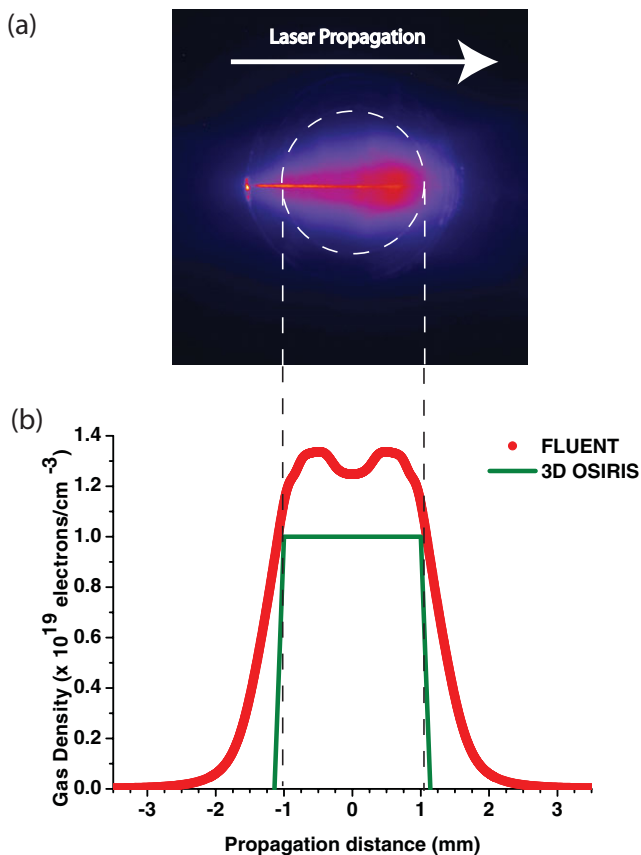 (a)
Laser Propagation
(b)
Gas Density (x 10^19 electrons/cm^-3)
1.4
1.2
1.0
0.8
0.6
0.4
0.2
0.0
FLUENT
3D OSIRIS
-3 -2 -1 0 1 2 3
Propagation distance (mm)